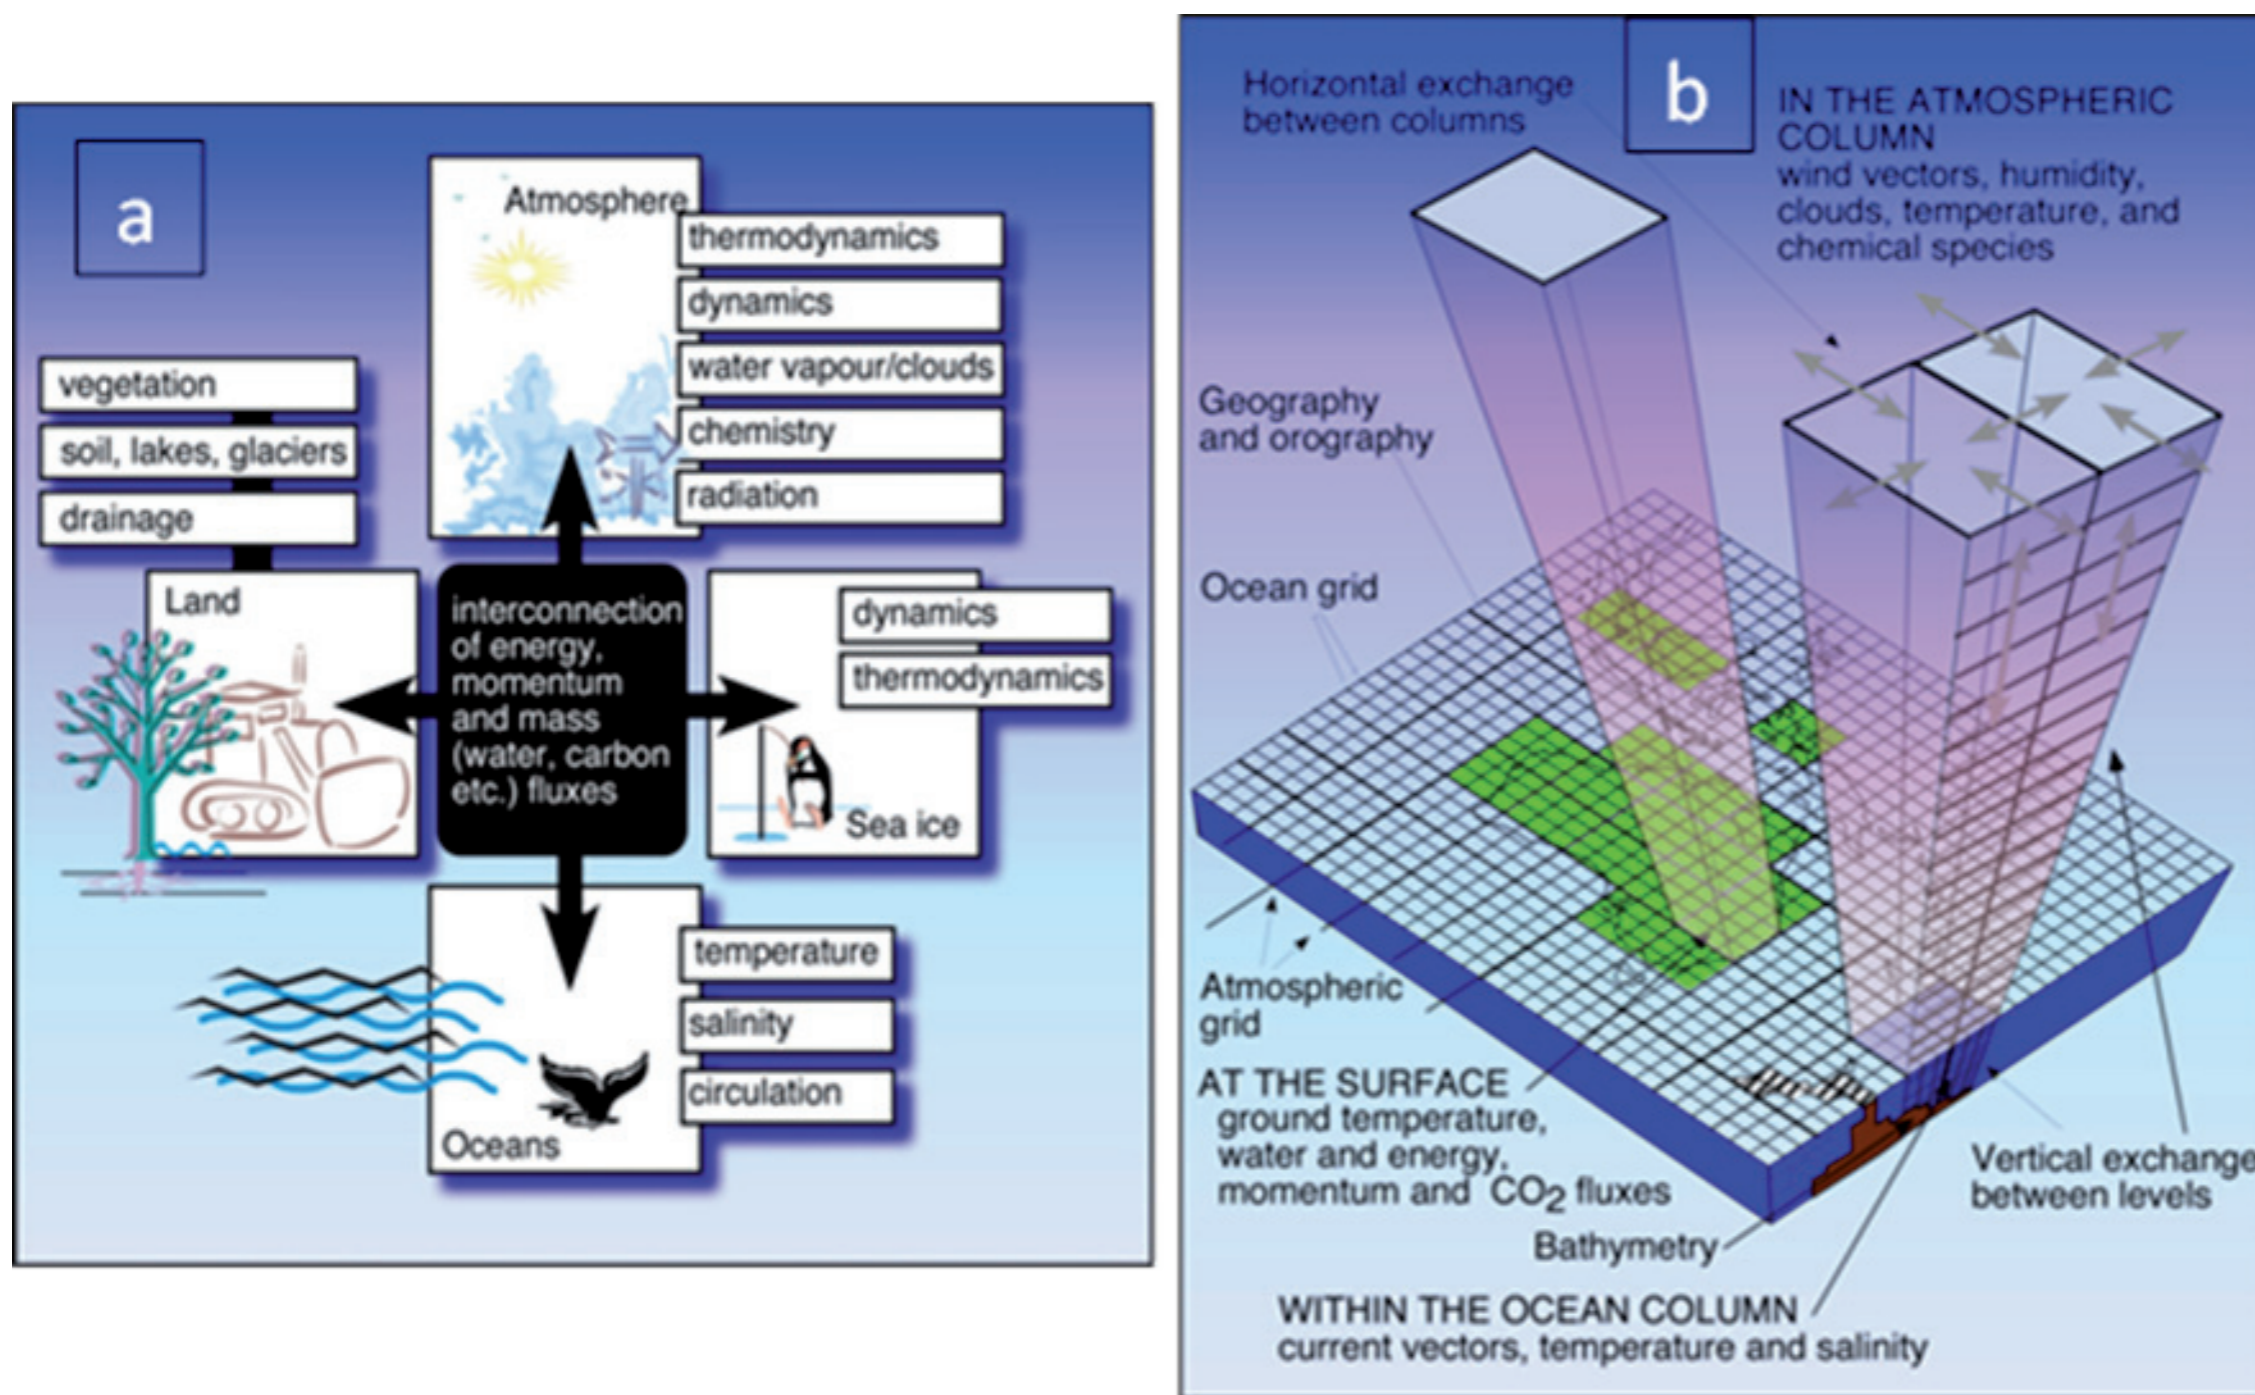 a
Atmosphere
thermodynamics
dynamics
water vapour/clouds
chemistry
radiation
vegetation
soil, lakes, glaciers
drainage
Land
interconnection
of energy,
momentum
and mass
(water, carbon
etc.) fluxes
dynamics
thermodynamics
Sea ice
temperature
salinity
circulation
Oceans
b
Horizontal exchange
between columns
IN THE ATMOSPHERIC
COLUMN
wind vectors, humidity,
clouds, temperature, and
chemical species
Geography
and orography
Ocean grid
Atmospheric
grid
AT THE SURFACE
ground temperature,
water and energy,
momentum and CO2 fluxes
Vertical exchange
between levels
Bathymetry
WITHIN THE OCEAN COLUMN
current vectors, temperature and salinity